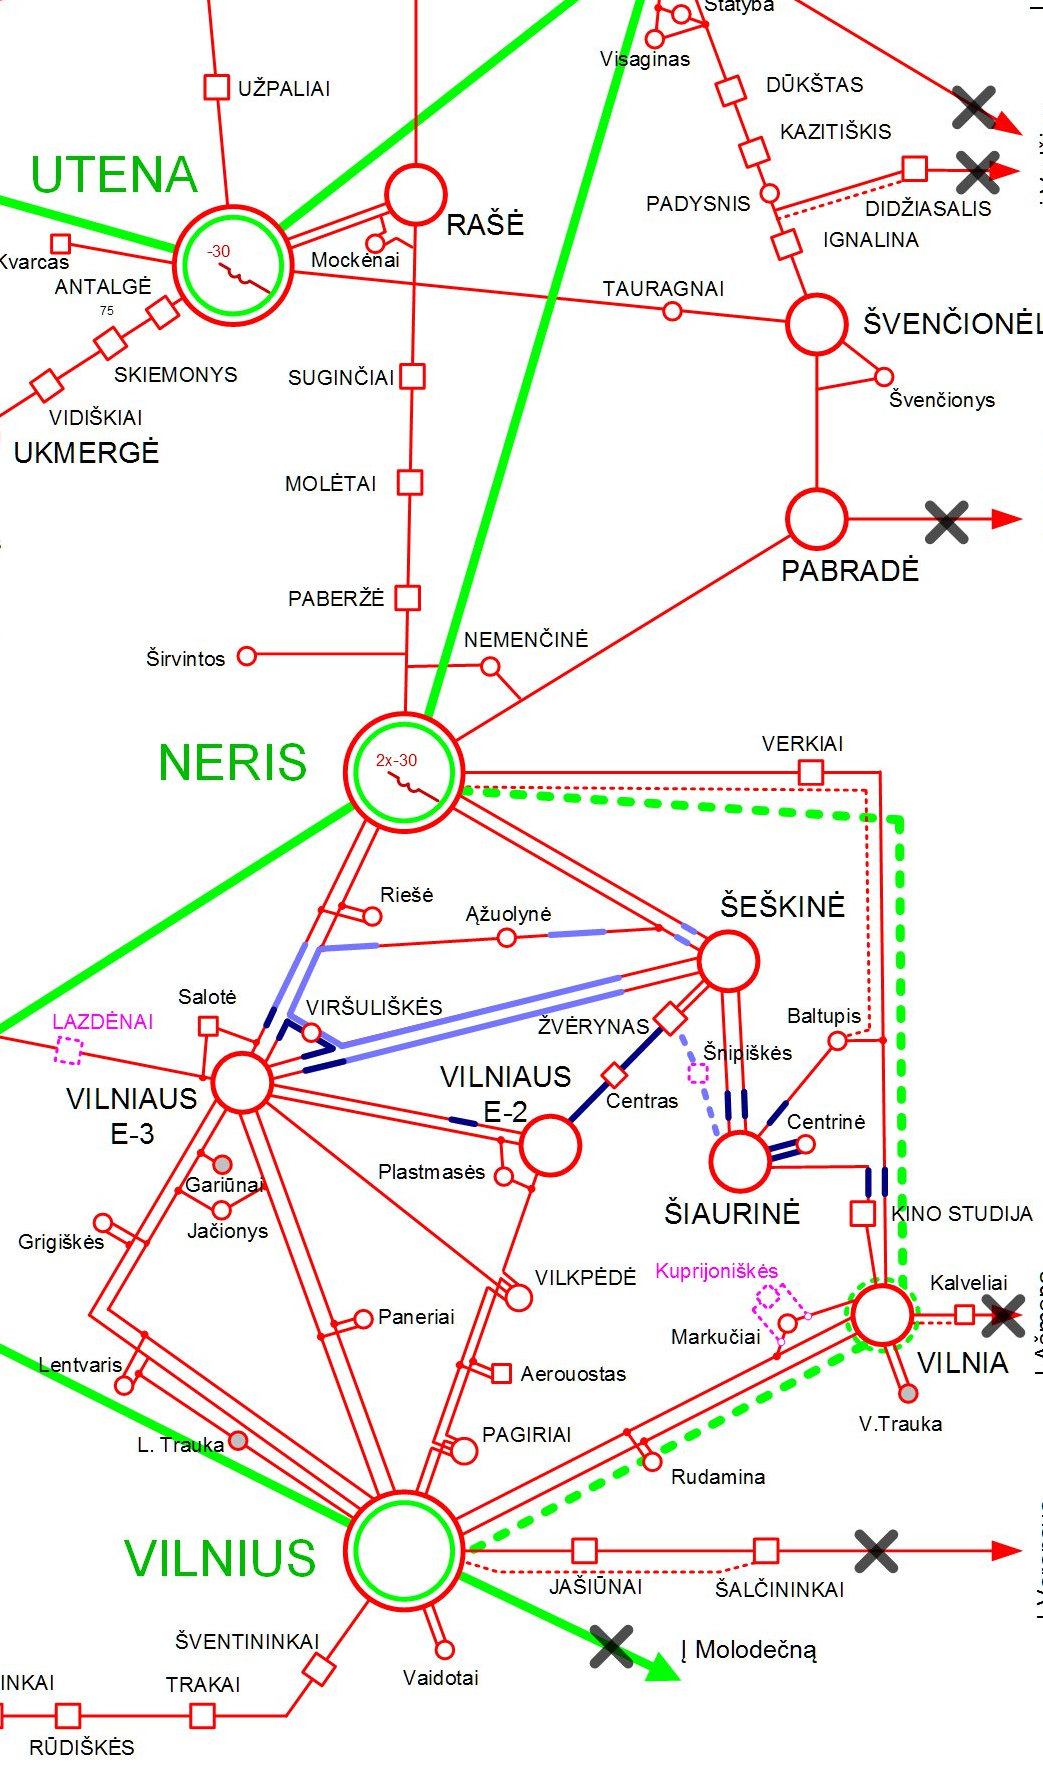 Statyba
Visaginas
UŽPALIAI
DŪKŠTAS
KAZITIŠKIS
UTENA
PADYSNIS
DIDŽIASALIS
RAŠĖ
IGNALINA
-30
Kvarcas
Mockėnai
ANTALGĖ
75
TAURAGNAI
ŠVENČIONĖL
SKIEMONYS
SUGINČIAI
VIDIŠKIAI
Švenčionys
UKMERGĖ
MOLĖTAI
PABRADĖ
PABERŽĖ
NEMENČINĖ
Širvintos
NERIS
2x-30
VERKIAI
Riešė
Ąžuolynė
ŠEŠKINĖ
Salotė
VIRŠULIŠKĖS
LAZDĖNAI
ŽVĖRYNAS
Baltupis
Šnipiškės
VILNIAUS
E-3
VILNIAUS
E-2
Centras
Centrinė
Plastmasės
Gariūnai
ŠIAURINĖ
KINO STUDIJA
Jačionys
Grigiškės
VILKPĖDĖ
Kuprijoniškės
Kalveliai
Paneriai
Markučiai
VILNIA
Lentvaris
Aerouostas
V.Trauka
L. Trauka
PAGIRIAI
Rudamina
VILNIUS
JAŠIŪNAI
ŠALČININKAI
ŠVENTININKAI
Į Molodečną
Vaidotai
INKAI
TRAKAI
RŪDIŠKĖS